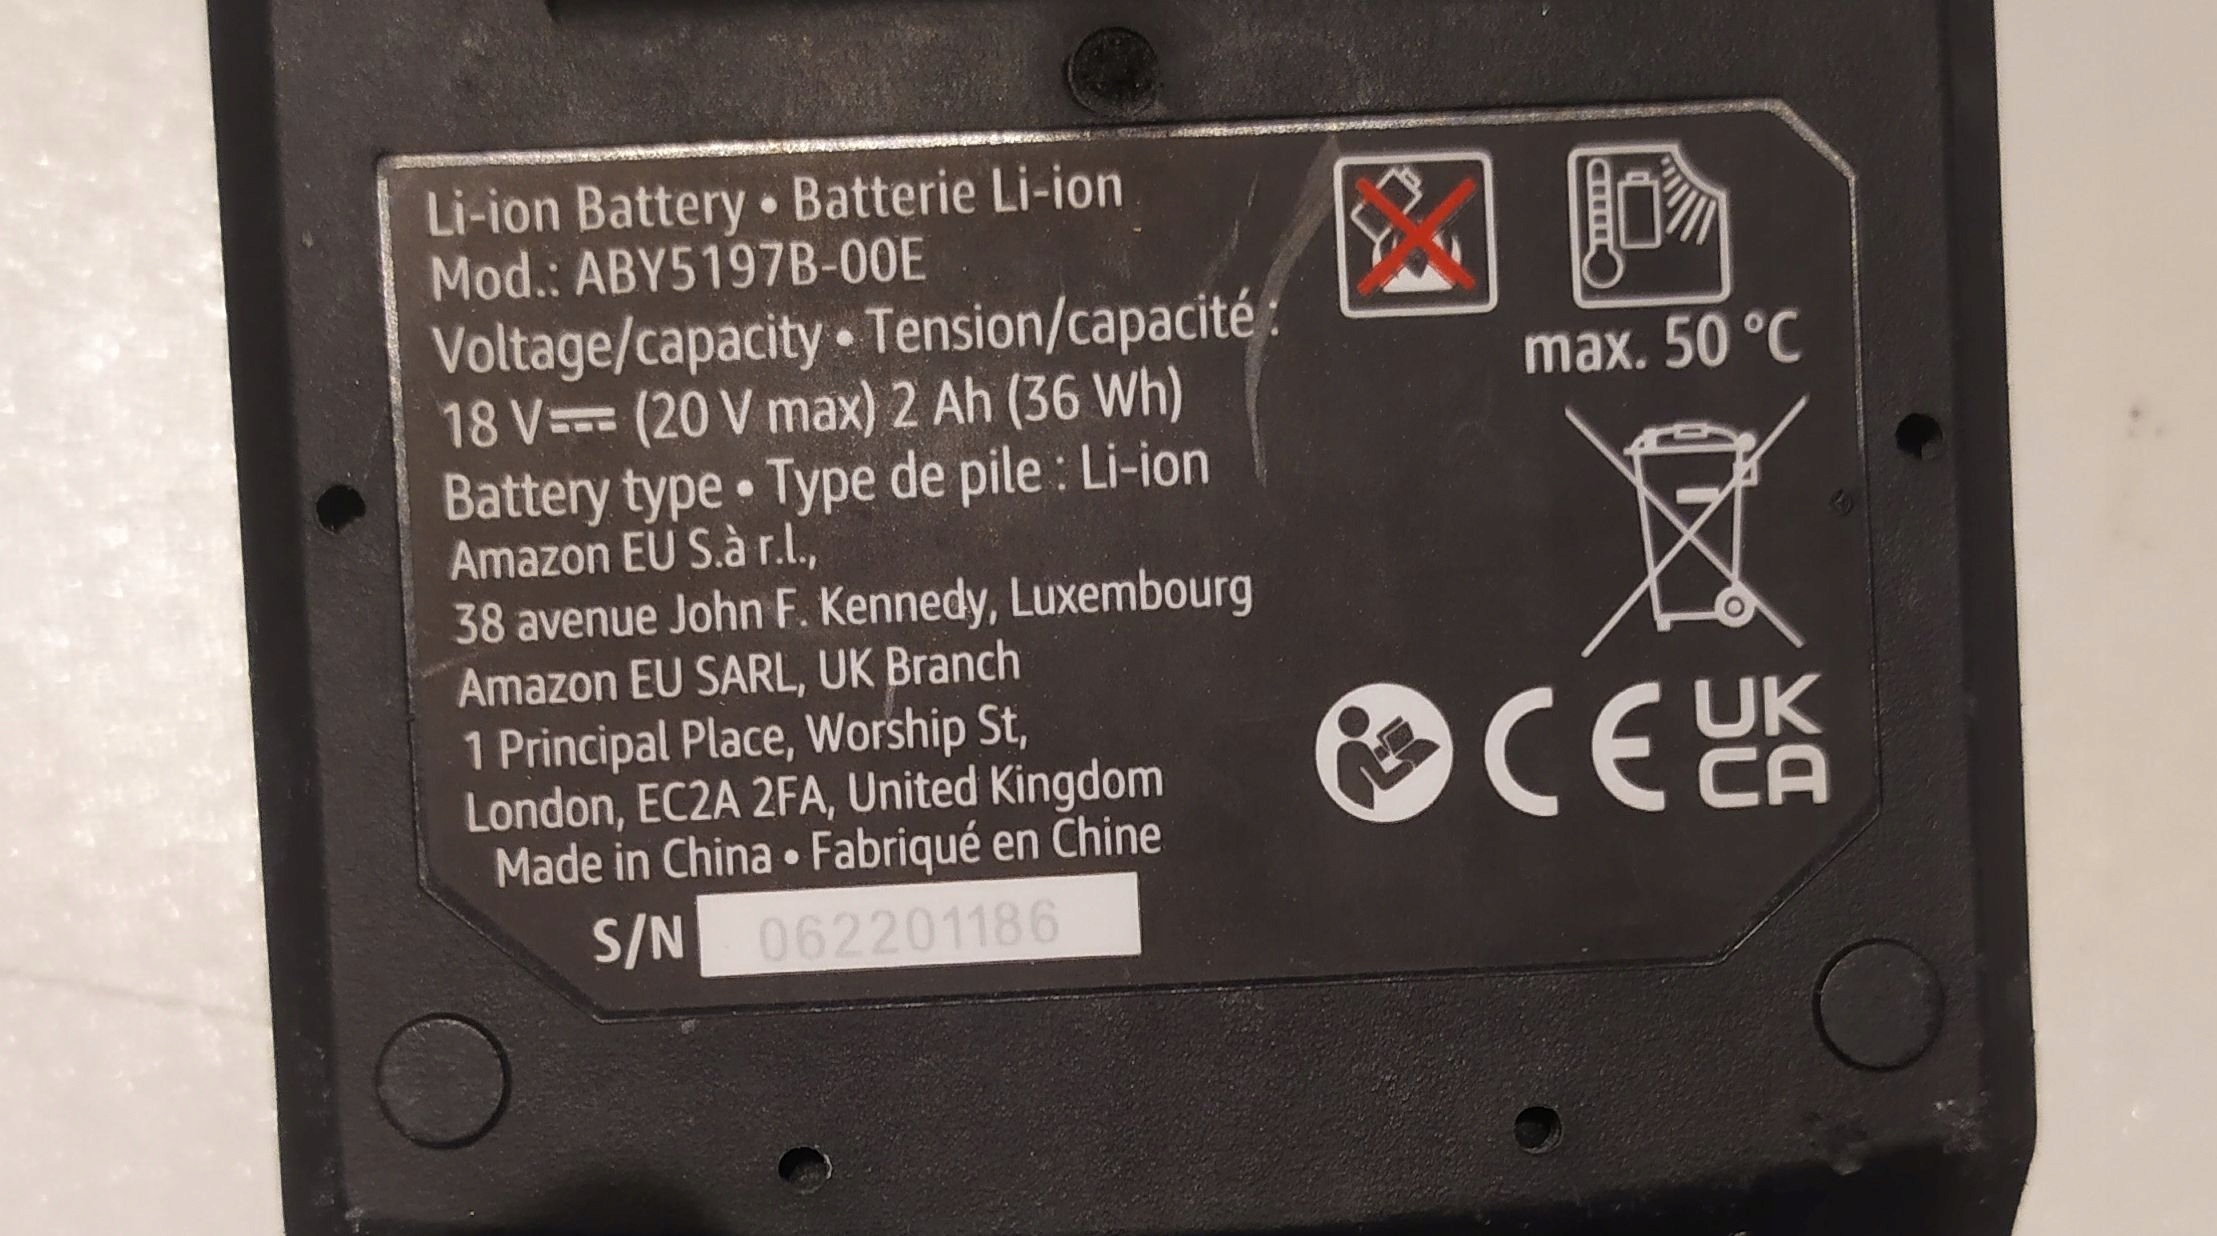 Li-ion Battery • Batterie Li-ion
Mod.: ABY5197B-00E
Voltage/capacity • Tension/capacité :
18 V⎓ (20 V max) 2 Ah (36 Wh)
Battery type • Type de pile : Li-ion
Amazon EU S.à r.l.,
38 avenue John F. Kennedy, Luxembourg
Amazon EU SARL, UK Branch
1 Principal Place, Worship St,
London, EC2A 2FA, United Kingdom
Made in China • Fabriqué en Chine
S/N 062201186
max. 50 °C
CE UK
CA